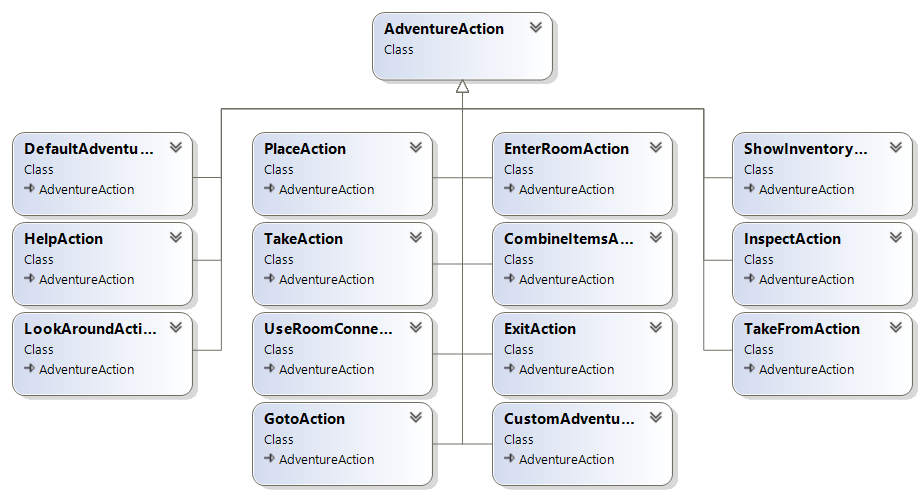 AdventureAction
Class
DefaultAdventu...
Class
AdventureAction
PlaceAction
Class
AdventureAction
EnterRoomAction
Class
AdventureAction
ShowInventory...
Class
AdventureAction
HelpAction
Class
AdventureAction
TakeAction
Class
AdventureAction
CombineItemsA...
Class
AdventureAction
InspectAction
Class
AdventureAction
LookAroundActi...
Class
AdventureAction
UseRoomConne...
Class
AdventureAction
ExitAction
Class
AdventureAction
TakeFromAction
Class
AdventureAction
GotoAction
Class
AdventureAction
CustomAdventu...
Class
AdventureAction